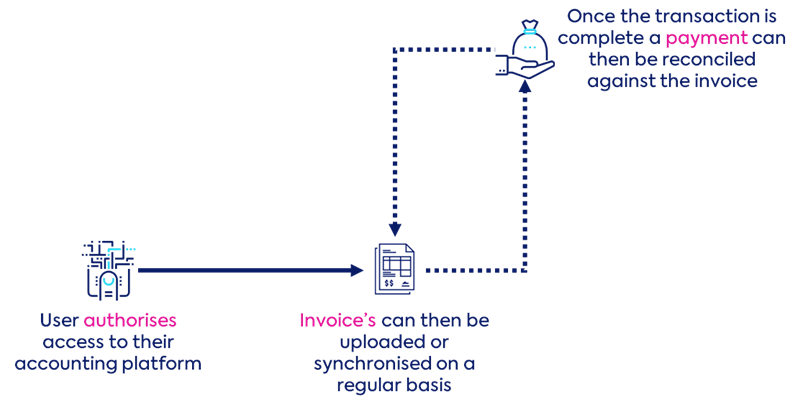 Once the transaction is
complete a payment can
then be reconciled
against the invoice
$$
User authorises
access to their
accounting platform
Invoice's can then be
uploaded or
synchronised on a
regular basis